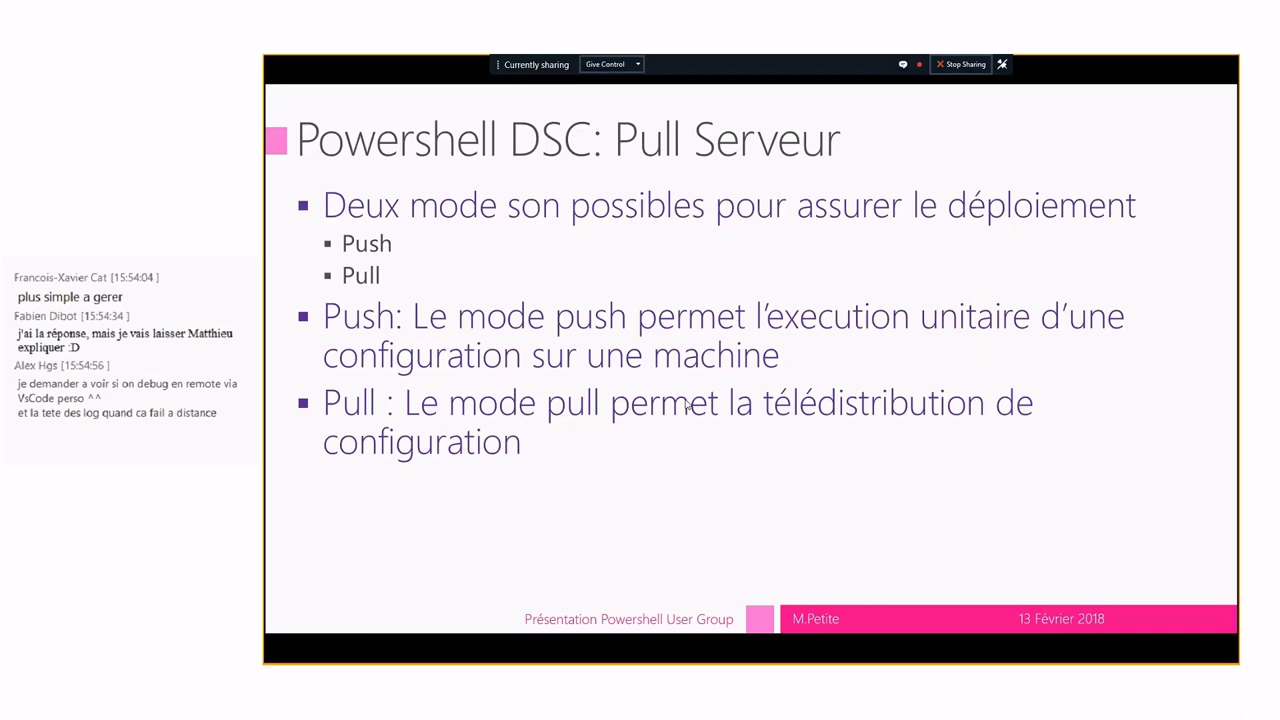 Currently sharing
Give Control
Stop Sharing
Powershell DSC: Pull Serveur
Deux mode son possibles pour assurer le déploiement
Push
Pull
Push: Le mode push permet l'execution unitaire d'une
configuration sur une machine
Pull : Le mode pull permet la télédistribution de
configuration
Francois-Xavier Cat [15:54:04 ]
plus simple a gerer
Fabien Dibot [15:54:34 ]
j'ai la réponse, mais je vais laisser Matthieu
expliquer :D
Alex Hgs [15:54:56 ]
je demander a voir si on debug en remote via
VsCode perso ^^
et la tete des log quand ca fail a distance
Présentation Powershell User Group
M.Petite
13 Février 2018